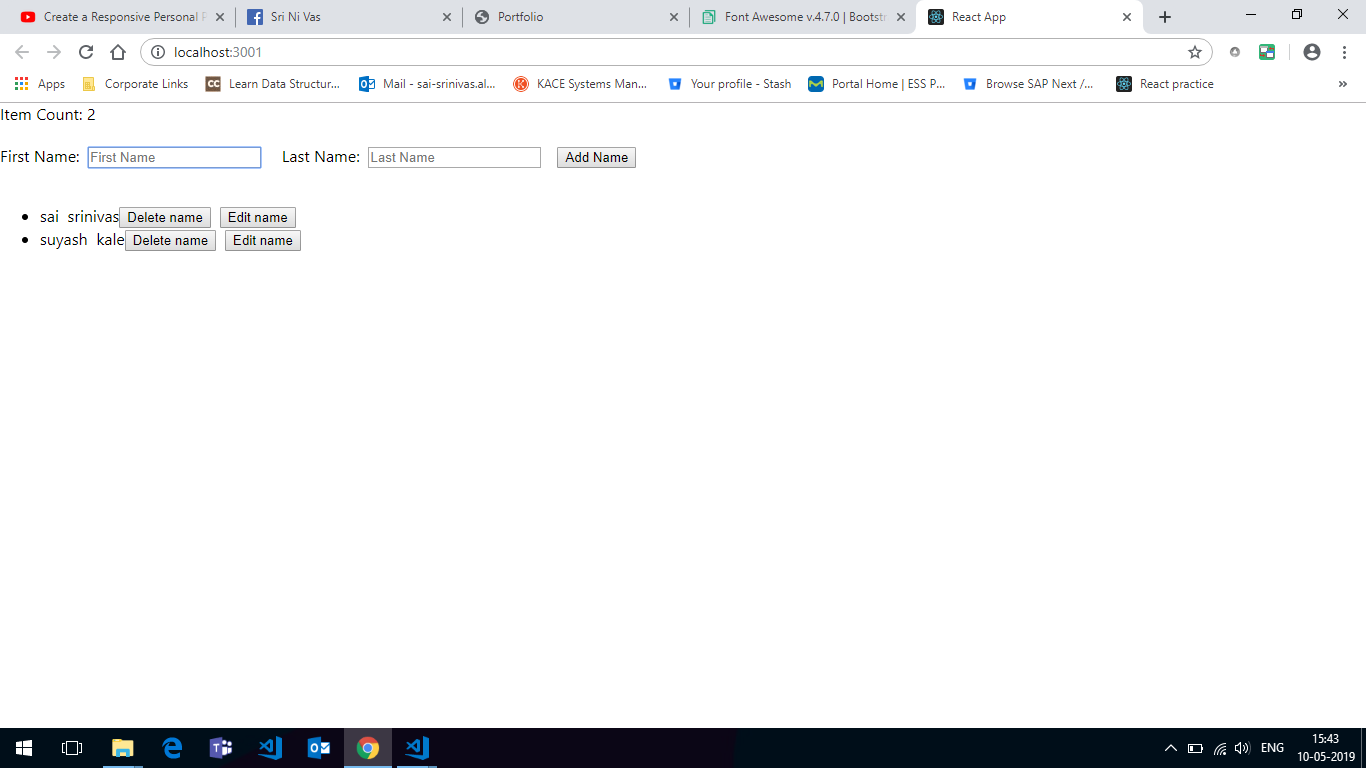 Create a Responsive Personal P
Sri Ni Vas
Portfolio
Font Awesome v.4.7.0 | Bootstr
React App
localhost:3001
Apps
Corporate Links
Learn Data Structur...
Mail - sai-srinivas.al...
KACE Systems Man...
Your profile - Stash
Portal Home | ESS P...
Browse SAP Next /...
React practice
»
Item Count: 2
First Name: First Name Last Name: Last Name Add Name
sai srinivas Delete name Edit name
suyash kale Delete name Edit name
ENG
15:43
10-05-2019